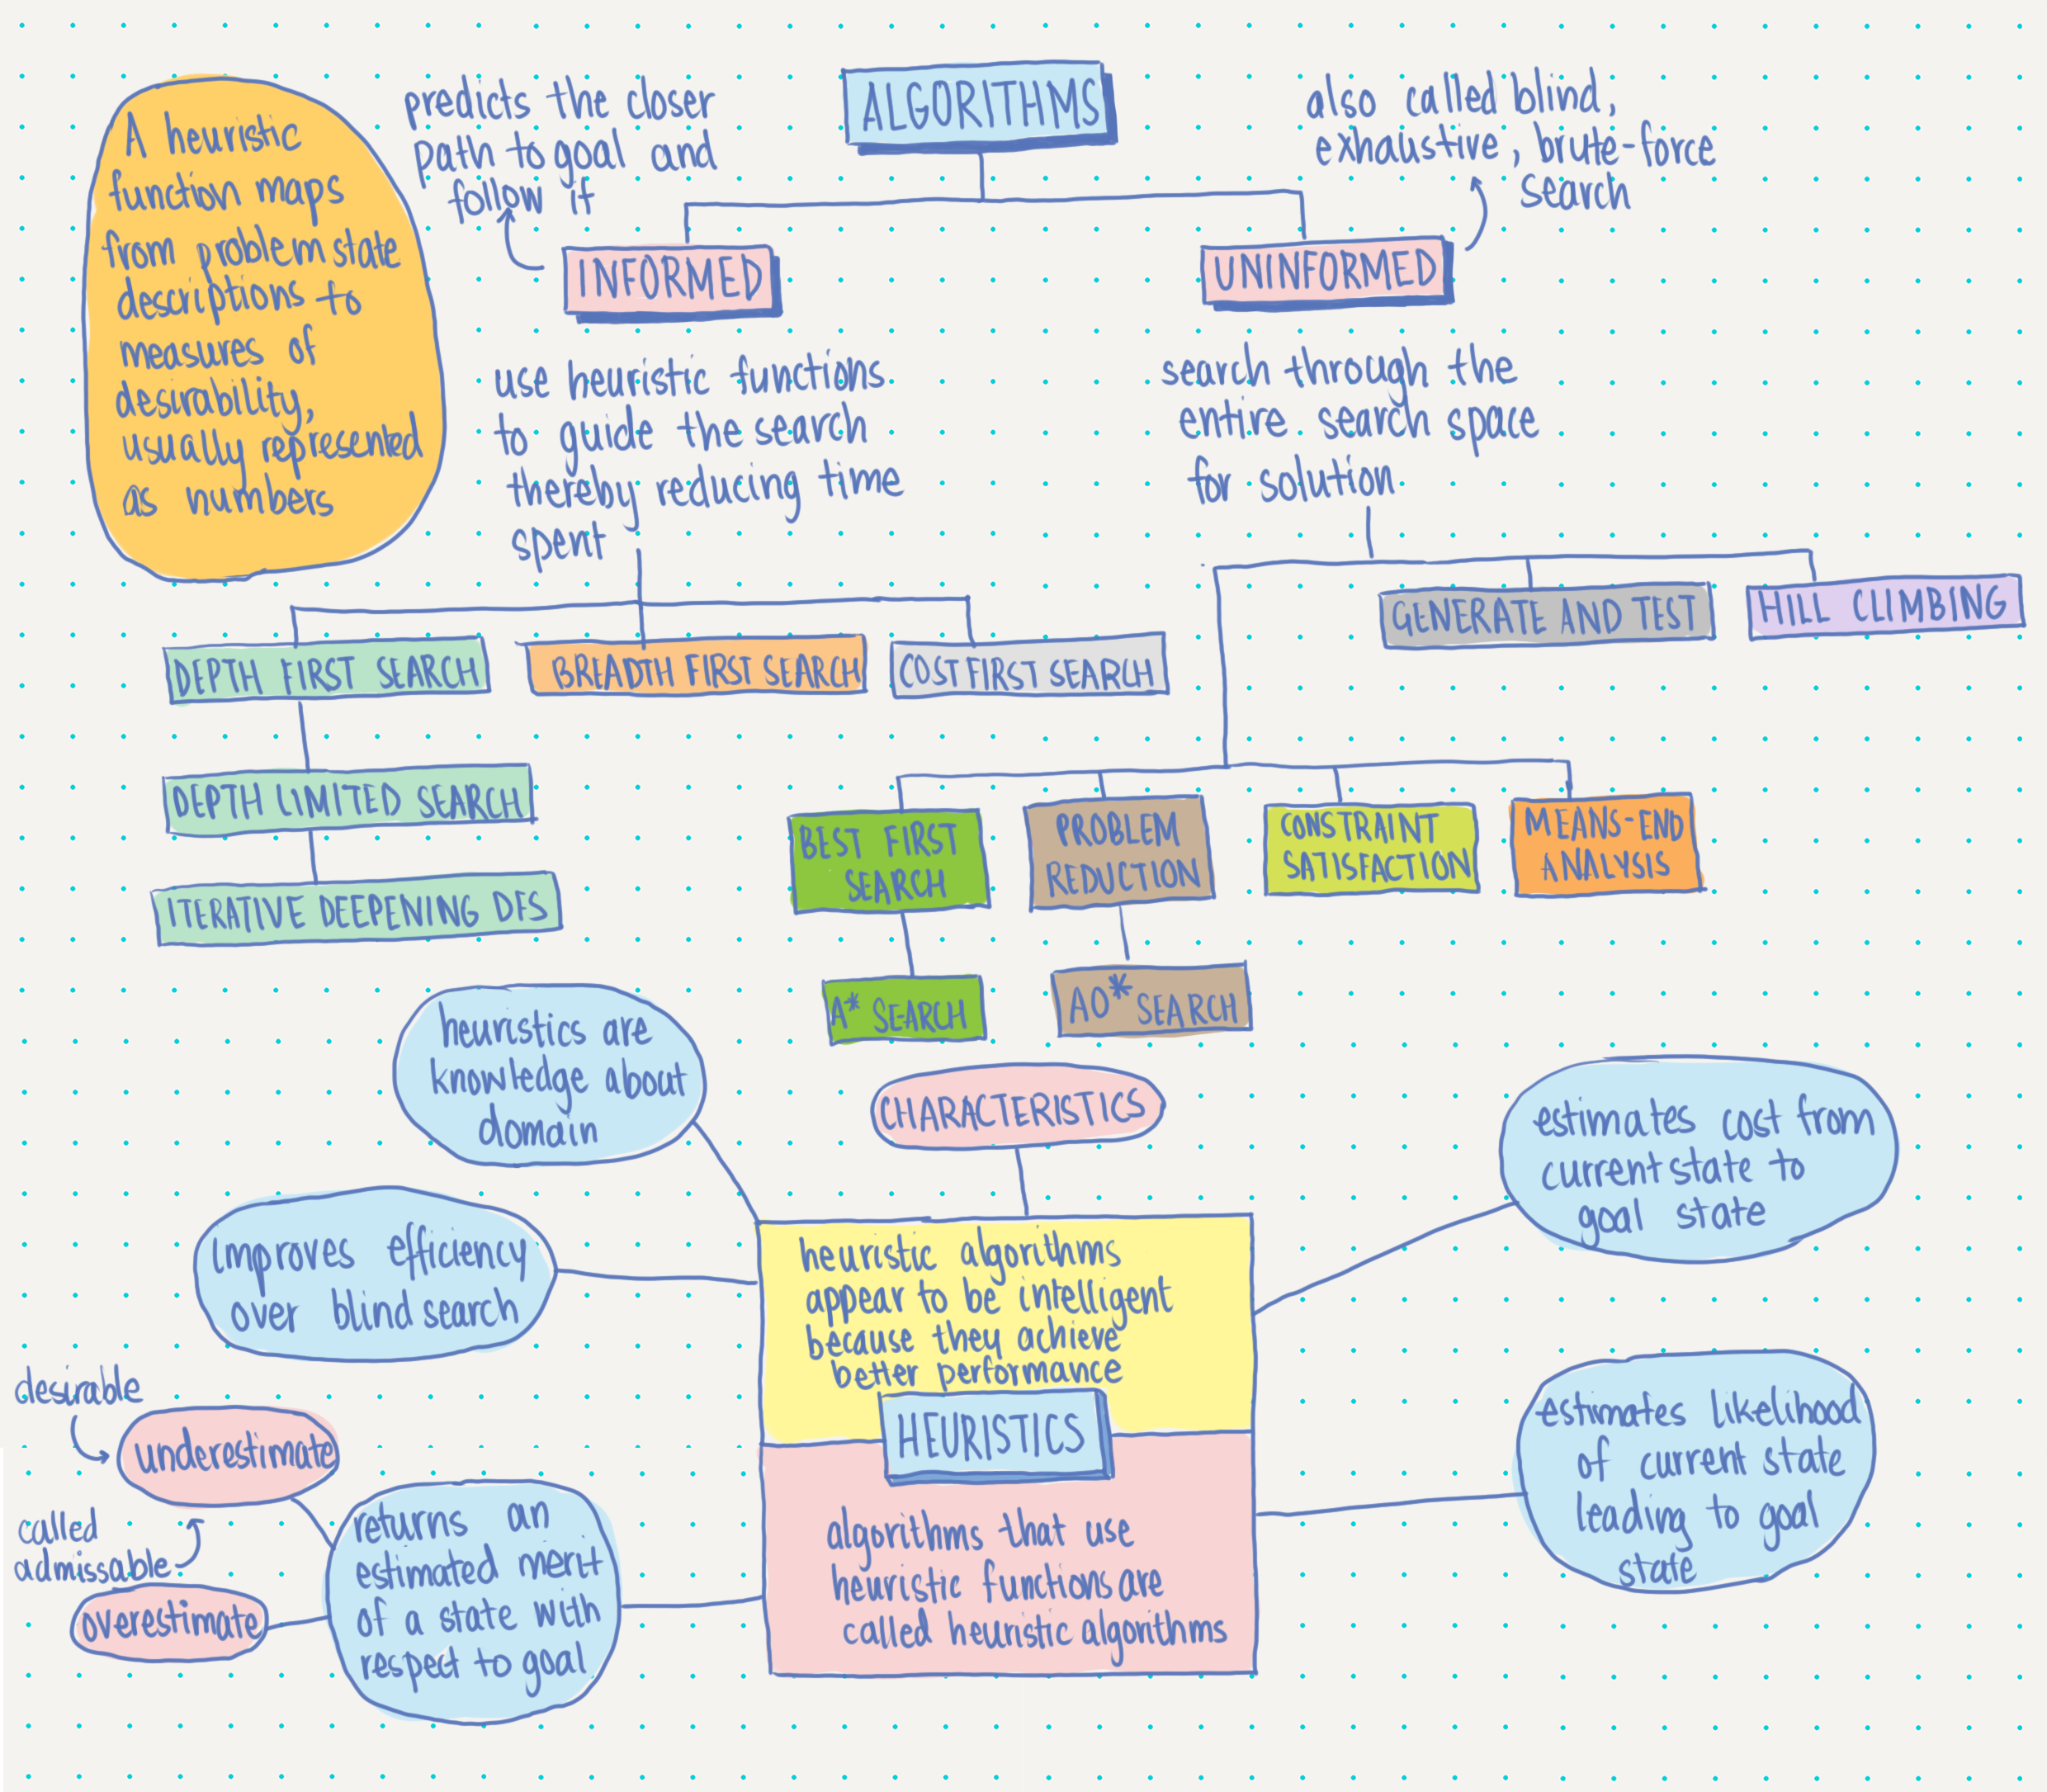 ALGORITHMS
A heuristic
function maps
from problem state
descriptions to
measures of
desirability,
usually represented
as numbers
predicts the closer
path to goal and
follow it
also called blind,
exhaustive, brute-force
search
INFORMED
UNINFORMED
use heuristic functions
to guide the search
thereby reducing time
spent
search through the
entire search space
for solution
DEPTH FIRST SEARCH
BREADTH FIRST SEARCH
COST FIRST SEARCH
GENERATE AND TEST
HILL CLIMBING
DEPTH LIMITED SEARCH
ITERATIVE DEEPENING DFS
BEST FIRST
SEARCH
PROBLEM
REDUCTION
CONSTRAINT
SATISFACTION
MEANS-END
ANALYSIS
A* SEARCH
AO* SEARCH
heuristics are
knowledge about
domain
CHARACTERISTICS
estimates cost from
current state to
goal state
improves efficiency
over blind search
heuristic algorithms
appear to be intelligent
because they achieve
better performance
HEURISTICS
algorithms that use
heuristic functions are
called heuristic algorithms
desirable
underestimate
called
admissable
overestimate
returns an
estimated merit
of a state with
respect to goal
estimates likelihood
of current state
leading to goal
state